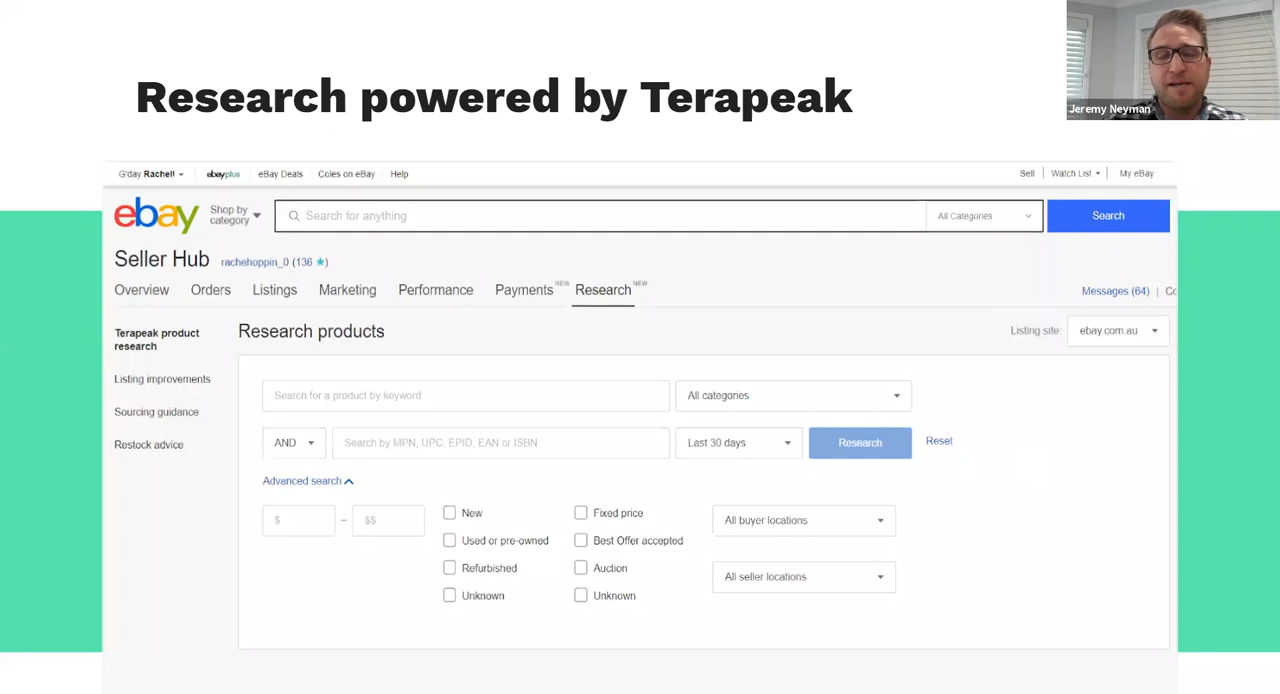 Research powered by Terapeak
Jeremy Neyman
G'day Rachel! ebayplus eBay Deals Coles on eBay Help Sell Watch List My eBay
ebay Shop by category Search for anything All Categories Search
Seller Hub rachehoppin_0 (136 ★)
Overview Orders Listings Marketing Performance Payments NEW Research NEW Messages (64) | Co
Terapeak product
research
Listing improvements
Sourcing guidance
Restock advice
Research products Listing site: ebay.com.au
Search for a product by keyword All categories
AND Search by MPN, UPC, EPID, EAN or ISBN Last 30 days Research Reset
Advanced search
$ – $$ New Fixed price All buyer locations
Used or pre-owned Best Offer accepted
Refurbished Auction All seller locations
Unknown Unknown